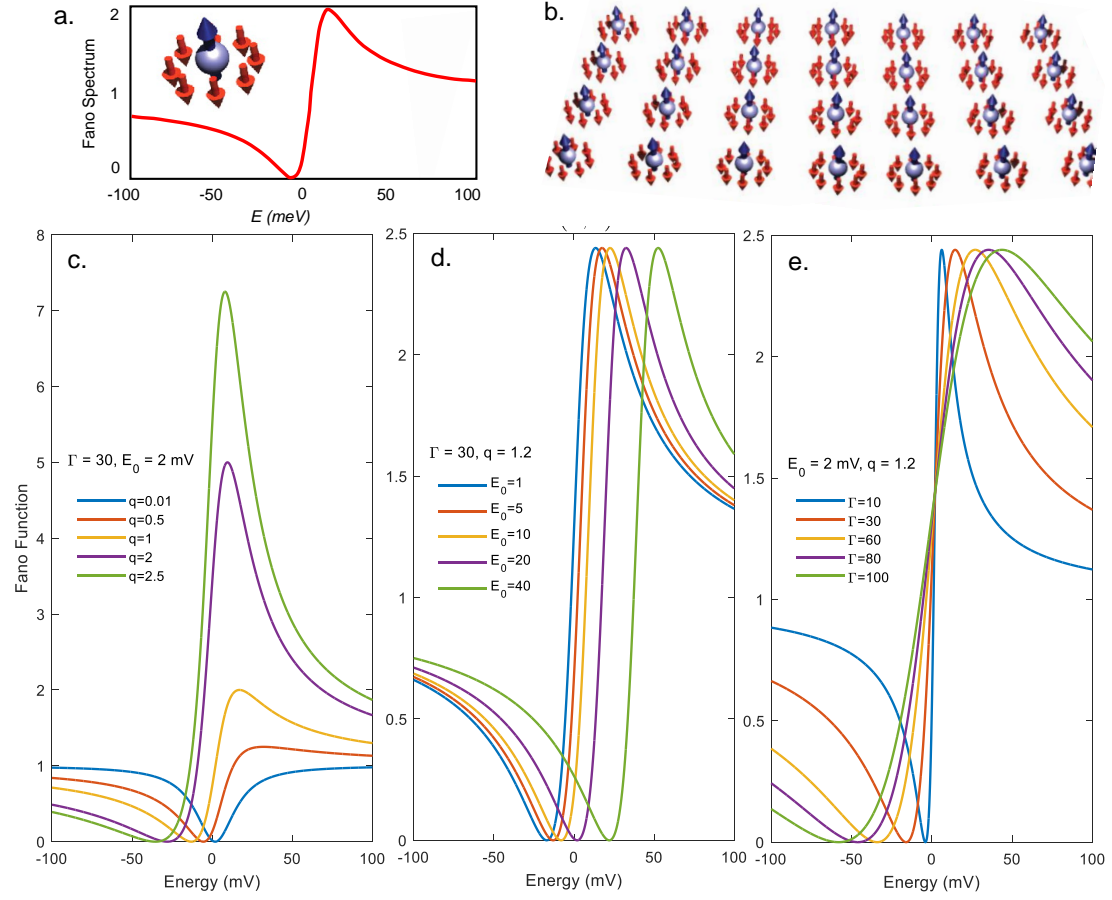 a.
Fano Spectrum
2
1
0
-100 -50 0 50 100
E (meV)
b.
c.
Fano Function
8
7
6
5
4
3
2
1
0
Γ = 30, E0 = 2 mV
q=0.01
q=0.5
q=1
q=2
q=2.5
-100 -50 0 50 100
Energy (mV)
d.
2.5
2
1.5
1
0.5
0
Γ = 30, q = 1.2
E0=1
E0=5
E0=10
E0=20
E0=40
-100 -50 0 50 100
Energy (mV)
e.
2.5
2
1.5
1
0.5
0
E0 = 2 mV, q = 1.2
Γ=10
Γ=30
Γ=60
Γ=80
Γ=100
-100 -50 0 50 100
Energy (mV)